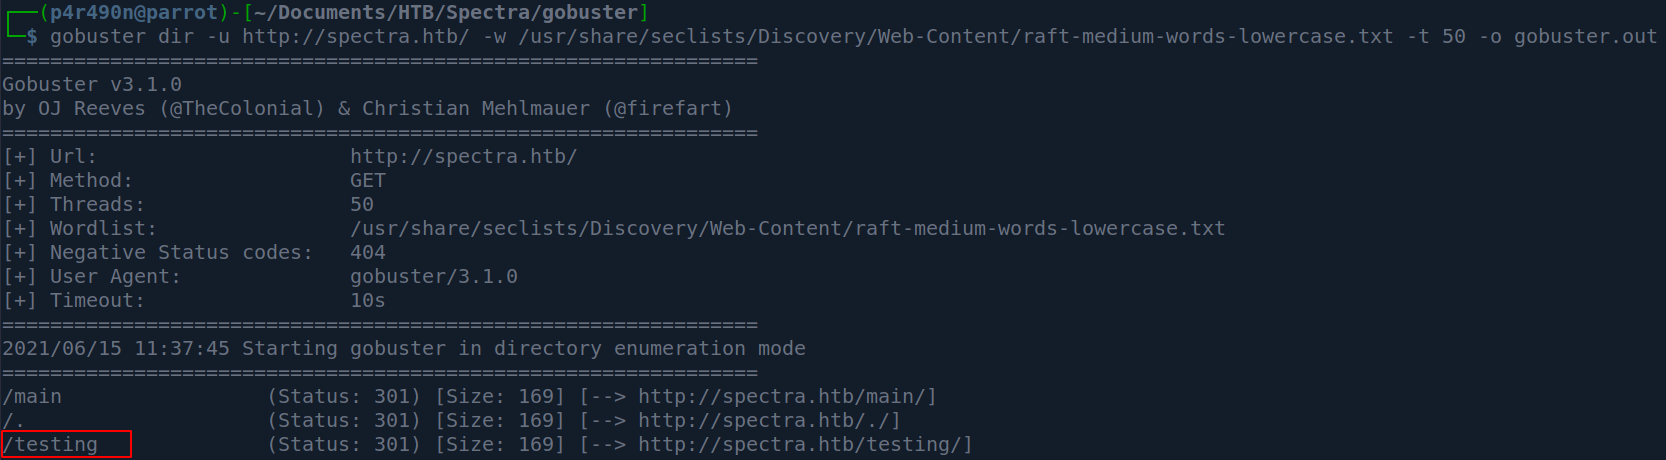 ┌──(p4r490n@parrot)-[~/Documents/HTB/Spectra/gobuster]
└─$ gobuster dir -u http://spectra.htb/ -w /usr/share/seclists/Discovery/Web-Content/raft-medium-words-lowercase.txt -t 50 -o gobuster.out
===============================================================
Gobuster v3.1.0
by OJ Reeves (@TheColonial) & Christian Mehlmauer (@firefart)
===============================================================
[+] Url:                     http://spectra.htb/
[+] Method:                  GET
[+] Threads:                 50
[+] Wordlist:                /usr/share/seclists/Discovery/Web-Content/raft-medium-words-lowercase.txt
[+] Negative Status codes:   404
[+] User Agent:              gobuster/3.1.0
[+] Timeout:                 10s
===============================================================
2021/06/15 11:37:45 Starting gobuster in directory enumeration mode
===============================================================
/main                 (Status: 301) [Size: 169] [--> http://spectra.htb/main/]
/.                    (Status: 301) [Size: 169] [--> http://spectra.htb/./]
/testing              (Status: 301) [Size: 169] [--> http://spectra.htb/testing/]